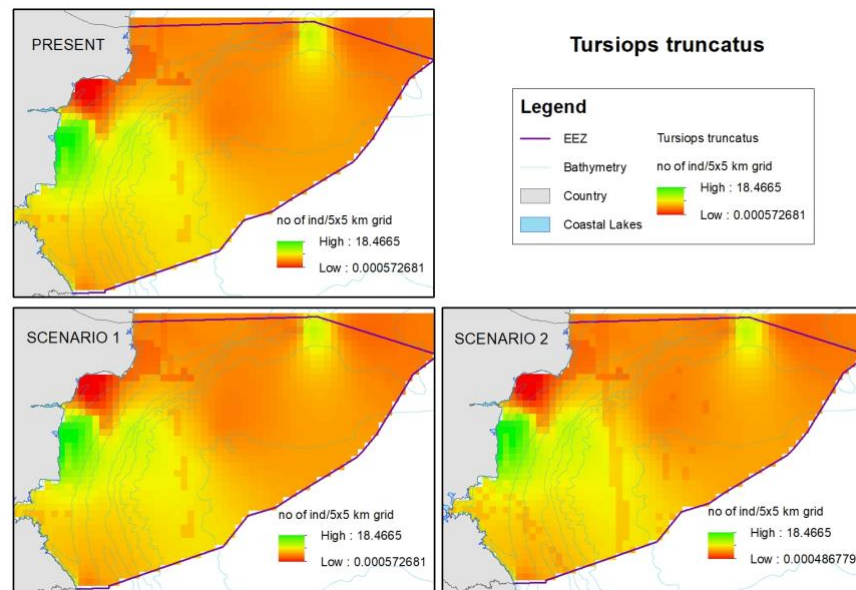 PRESENT
no of ind/5x5 km grid
High : 18.4665
Low : 0.000572681
Tursiops truncatus
Legend
EEZ
Bathymetry
Country
Coastal Lakes
Tursiops truncatus
no of ind/5x5 km grid
High : 18.4665
Low : 0.000572681
SCENARIO 1
no of ind/5x5 km grid
High : 18.4665
Low : 0.000572681
SCENARIO 2
no of ind/5x5 km grid
High : 18.4665
Low : 0.000486779